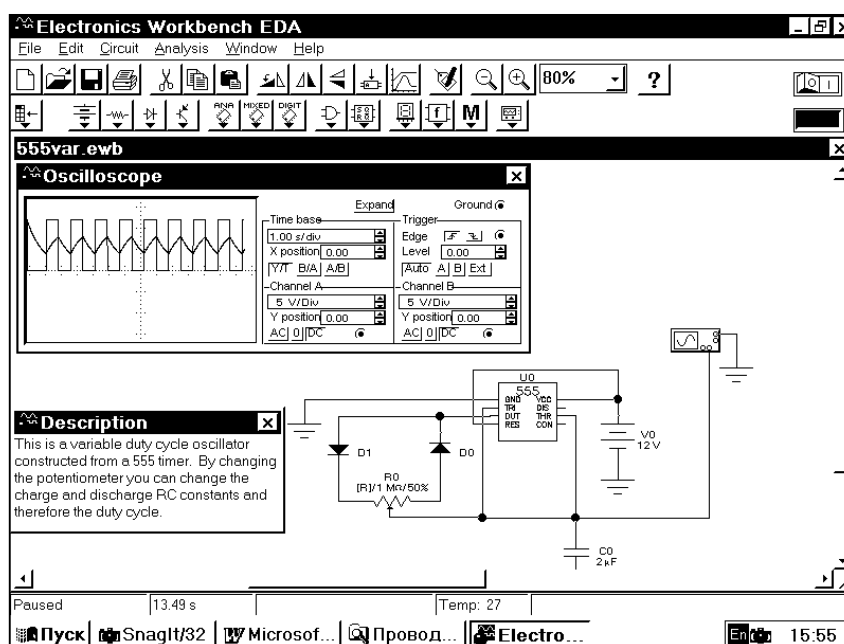 Electronics Workbench EDA
File Edit Circuit Analysis Window Help
80% ?
ANA MIXED DIGIT
f M
555var.ewb
Oscilloscope
Expand Ground
Time base Trigger
1.00 s/div Edge
X position 0.00 Level 0.00
Y/T B/A A/B Auto A B Ext
Channel A Channel B
5 V/Div 5 V/Div
Y position 0.00 Y position 0.00
AC 0 DC AC 0 DC
U0
555
GND VCC
TRI DIS
OUT THR
RES CON
V0
12 V
Description
This is a variable duty cycle oscillator
constructed from a 555 timer. By changing
the potentiometer you can change the
charge and discharge RC constants and
therefore the duty cycle.
D1 D0
R0
[R]/1 MΩ/50%
C0
2μF
Paused 13.49 s Temp: 27
Пуск SnagIt/32 Microsof... Провод... Electro... En 15:55